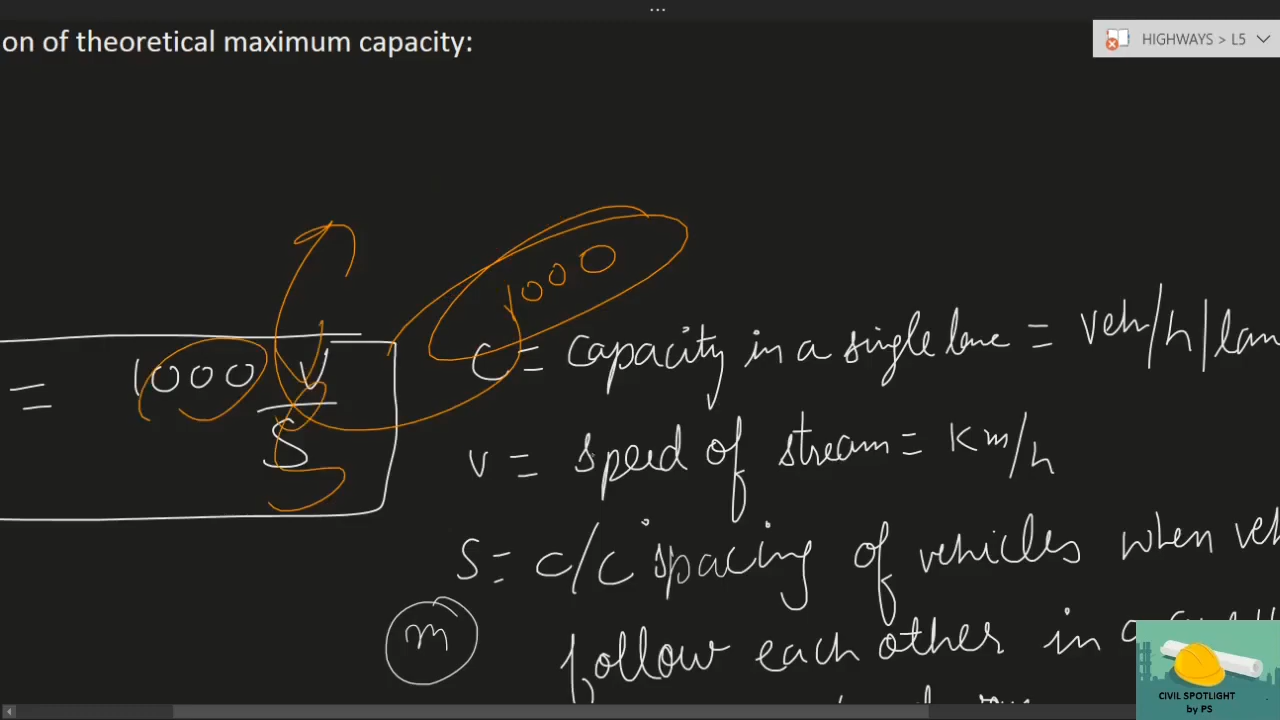 ...
on of theoretical maximum capacity:
HIGHWAYS > L5
1000
= 1000 V
S
C = capacity in a single lane = veh/h/lan
V = speed of stream = Km/h
S = c/c spacing of vehicles when veh
m
follow each other in a
CIVIL SPOTLIGHT
by PS